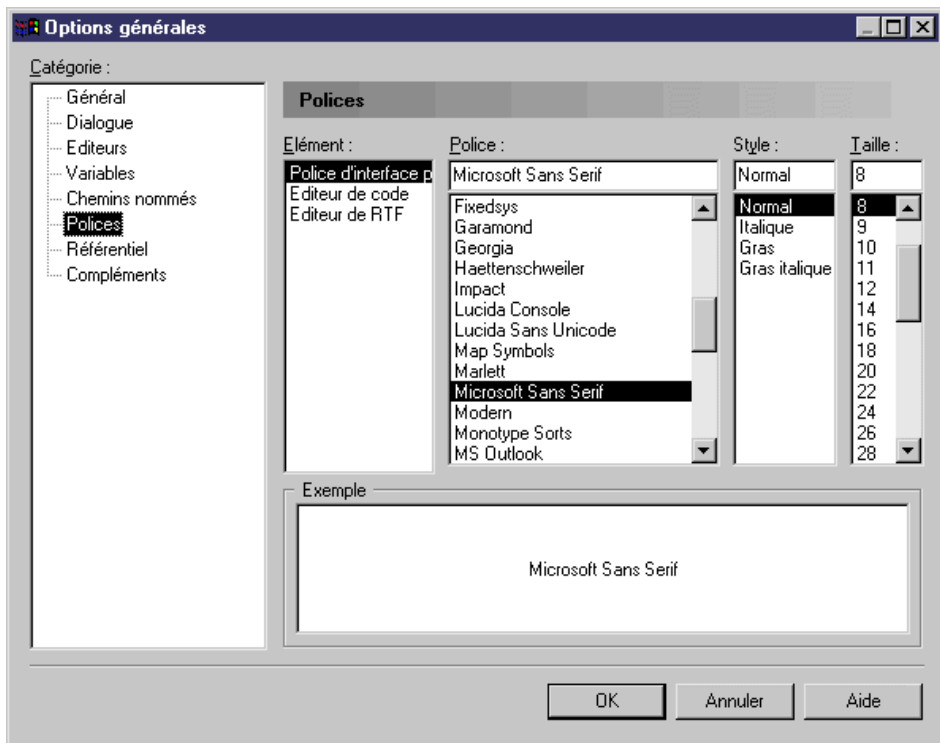 Options générales
Catégorie :
Général
Dialogue
Editeurs
Variables
Chemins nommés
Polices
Référentiel
Compléments
Polices
Elément :
Police d'interface p
Editeur de code
Editeur de RTF
Police :
Microsoft Sans Serif
Fixedsys
Garamond
Georgia
Haettenschweiler
Impact
Lucida Console
Lucida Sans Unicode
Map Symbols
Marlett
Microsoft Sans Serif
Modern
Monotype Sorts
MS Outlook
Style :
Normal
Normal
Italique
Gras
Gras italique
Taille :
8
8
9
10
11
12
14
16
18
20
22
24
26
28
Exemple
Microsoft Sans Serif
OK
Annuler
Aide